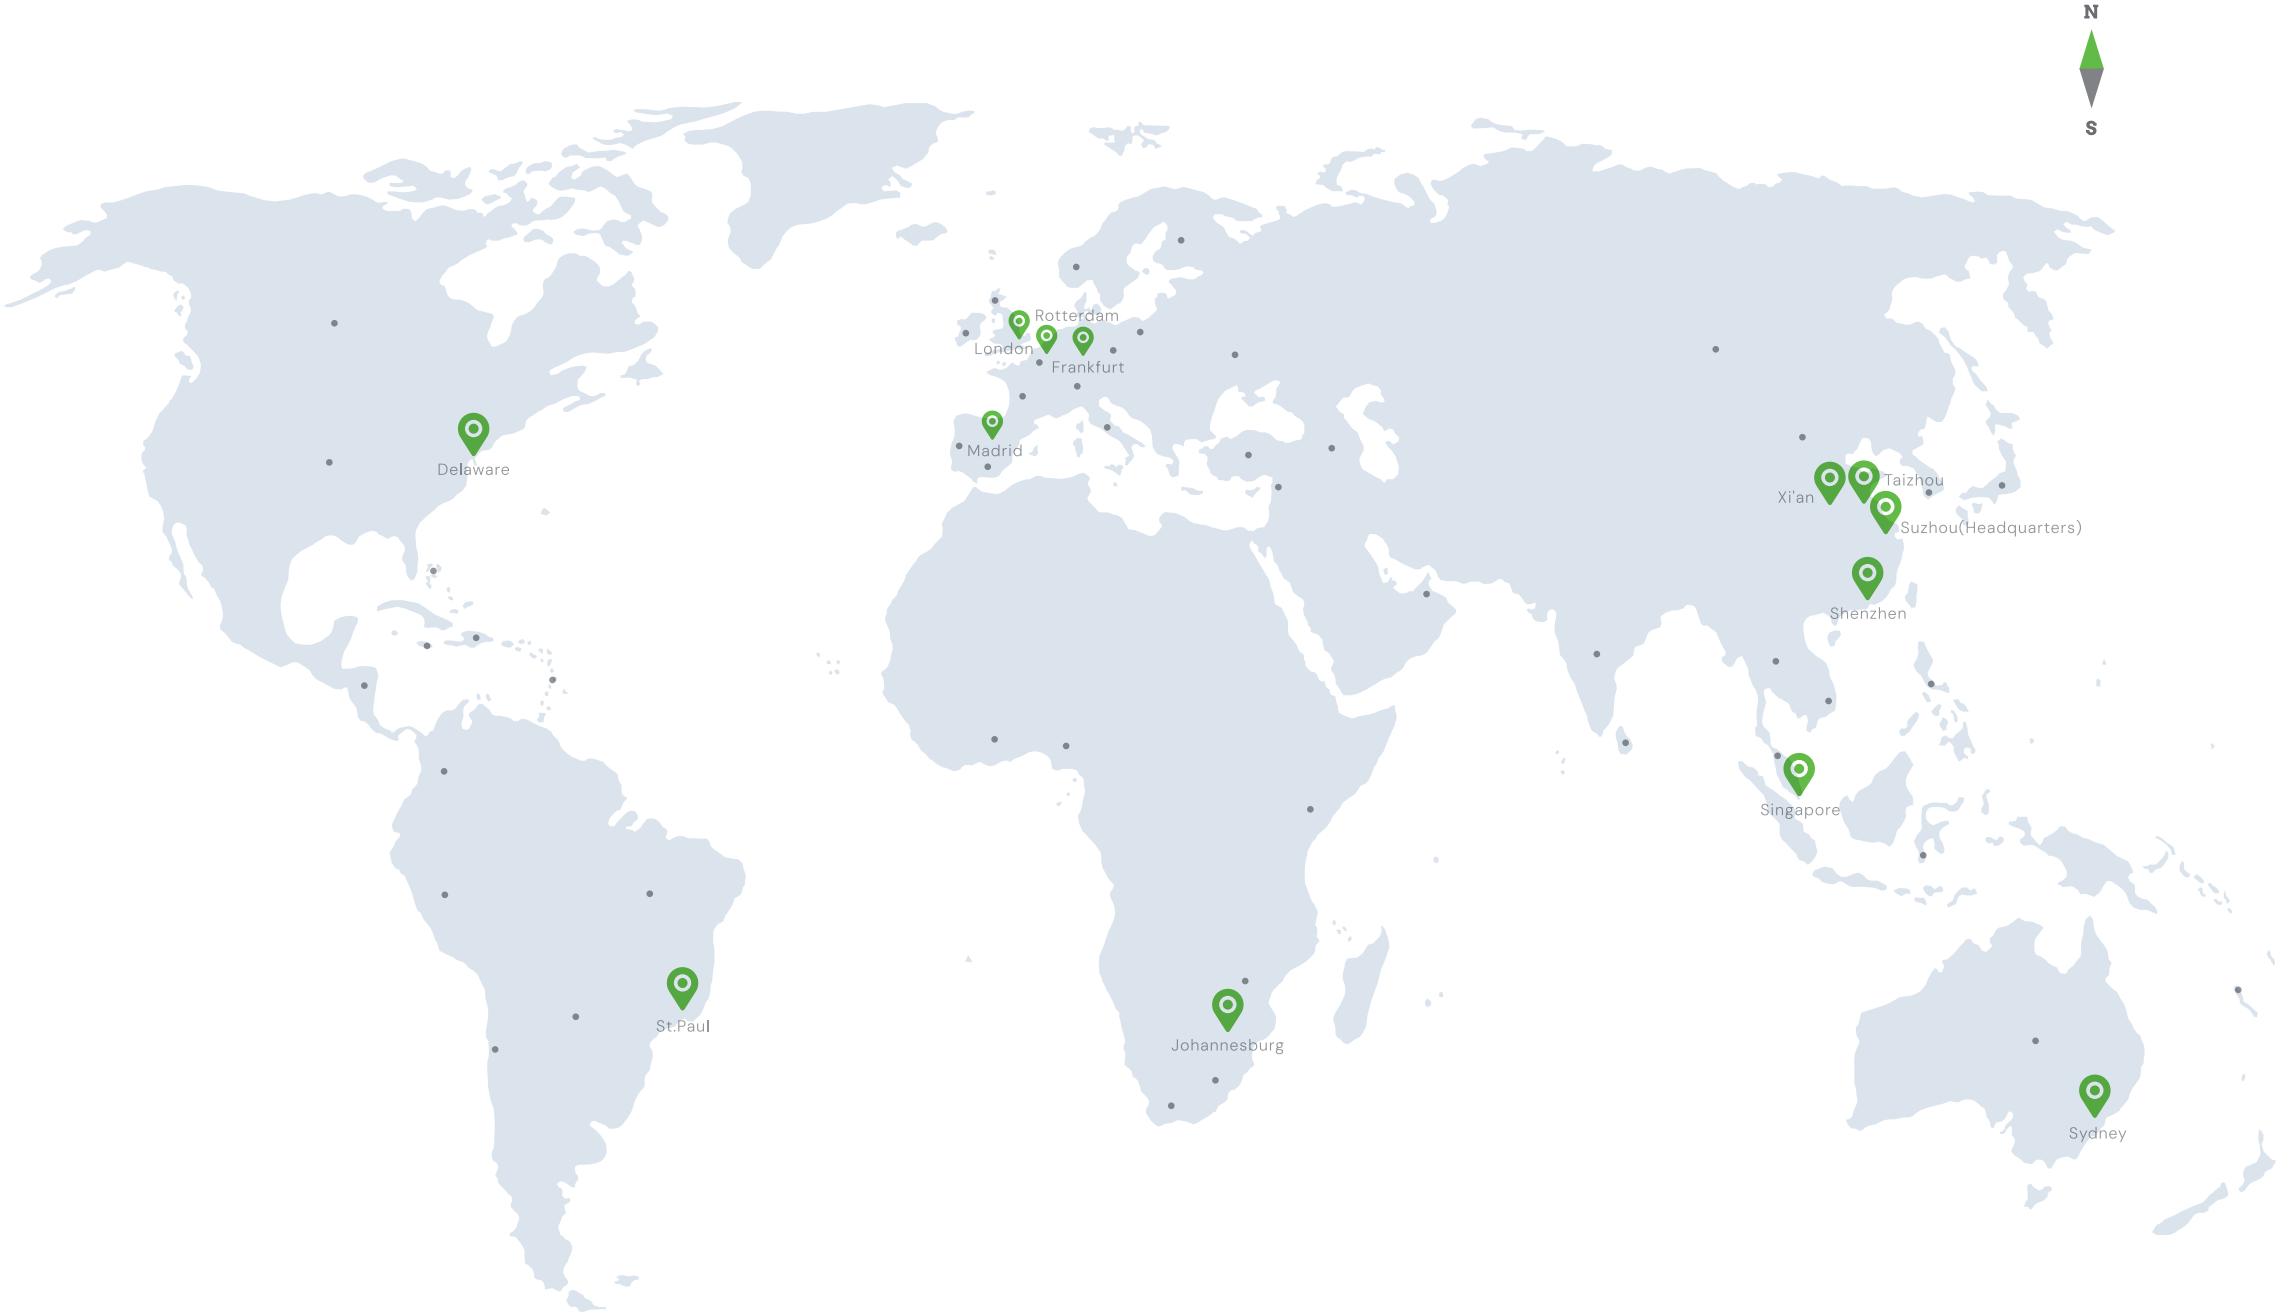 N
S
Rotterdam
London
Frankfurt
Delaware
Madrid
Taizhou
Xi'an
Suzhou(Headquarters)
Shenzhen
Singapore
St.Paul
Johannesburg
Sydney